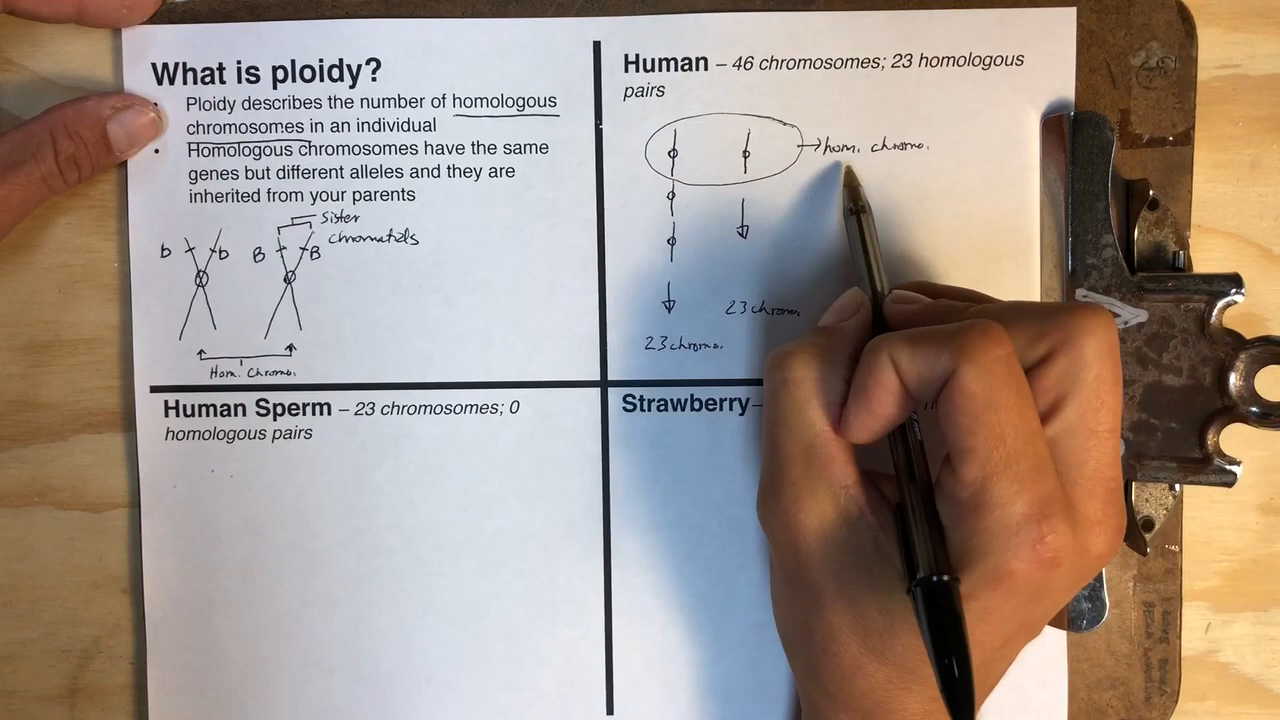 What is ploidy?
• Ploidy describes the number of homologous
chromosomes in an individual
• Homologous chromosomes have the same
genes but different alleles and they are
inherited from your parents
Sister
chromatids
b b B B
Hom. Chromo.
Human – 46 chromosomes; 23 homologous
pairs
hom. chromo.
23 chromo.
23 chromo.
Human Sperm – 23 chromosomes; 0
homologous pairs
Strawberry –